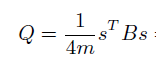 Q = \frac{1}{4m} s^T B s =